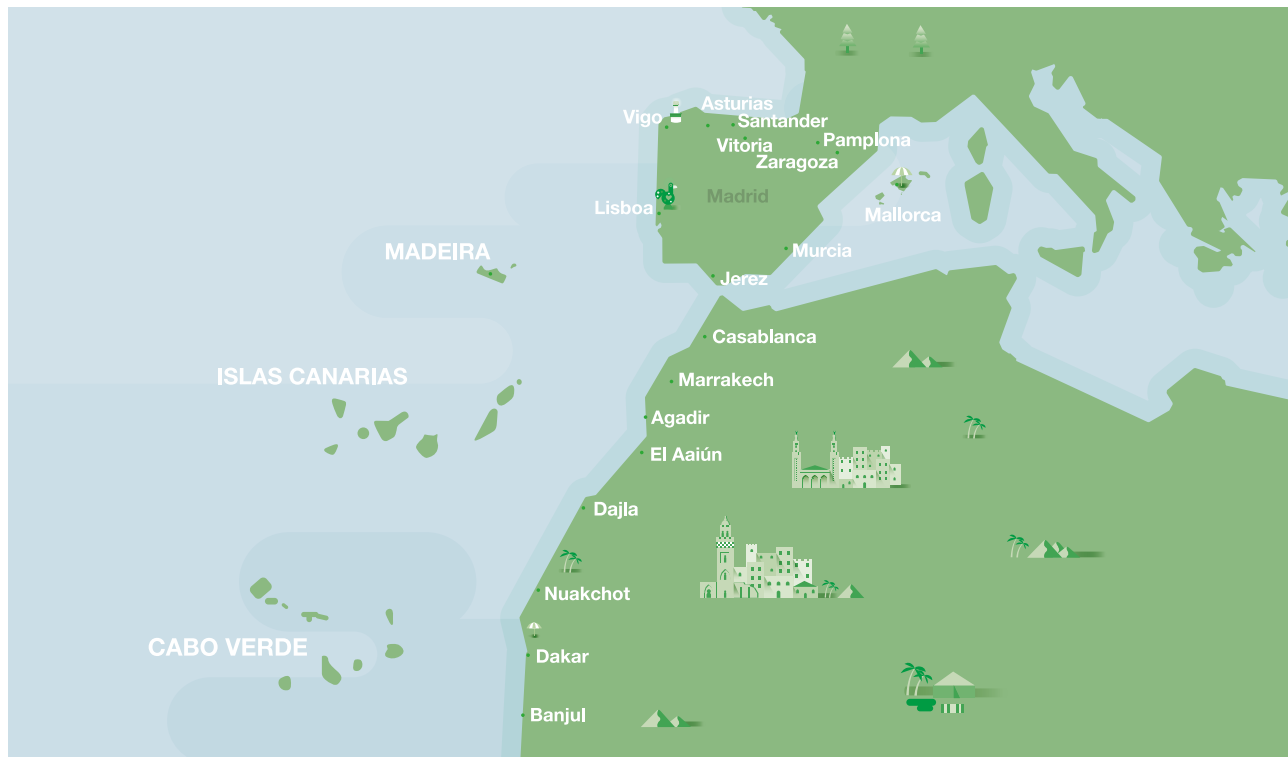 Asturias
Vigo
Santander
Vitoria
Pamplona
Zaragoza
Madrid
Lisboa
Mallorca
MADEIRA
Murcia
Jerez
Casablanca
ISLAS CANARIAS
Marrakech
Agadir
El Aaiún
Dajla
Nuakchot
CABO VERDE
Dakar
Banjul